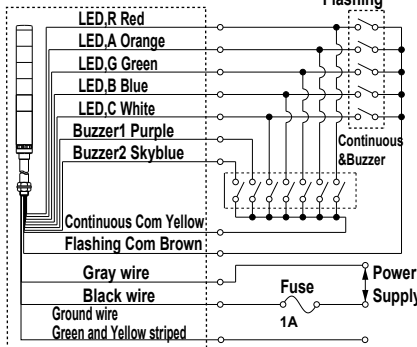 Flashing
LED,R Red
LED,A Orange
LED,G Green
LED,B Blue
LED,C White
Buzzer1 Purple
Buzzer2 Skyblue
Continuous
&Buzzer
Continuous Com Yellow
Flashing Com Brown
Gray wire
Black wire
Fuse
1A
Power
Supply
Ground wire
Green and Yellow striped